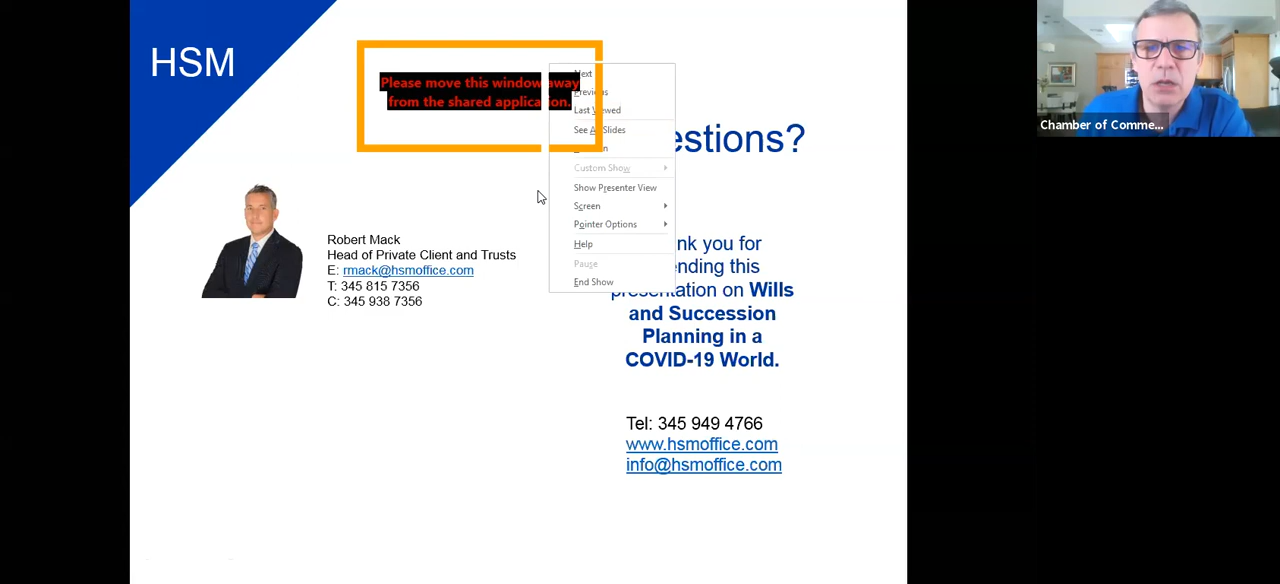 HSM
Please move this window away
from the shared application.
Next
Previous
Last Viewed
See All Slides
Custom Show
Show Presenter View
Screen
Pointer Options
Help
Pause
End Show
estions?
Robert Mack
Head of Private Client and Trusts
E: rmack@hsmoffice.com
T: 345 815 7356
C: 345 938 7356
nk you for
ending this
presentation on Wills
and Succession
Planning in a
COVID-19 World.
Tel: 345 949 4766
www.hsmoffice.com
info@hsmoffice.com
Chamber of Comme...